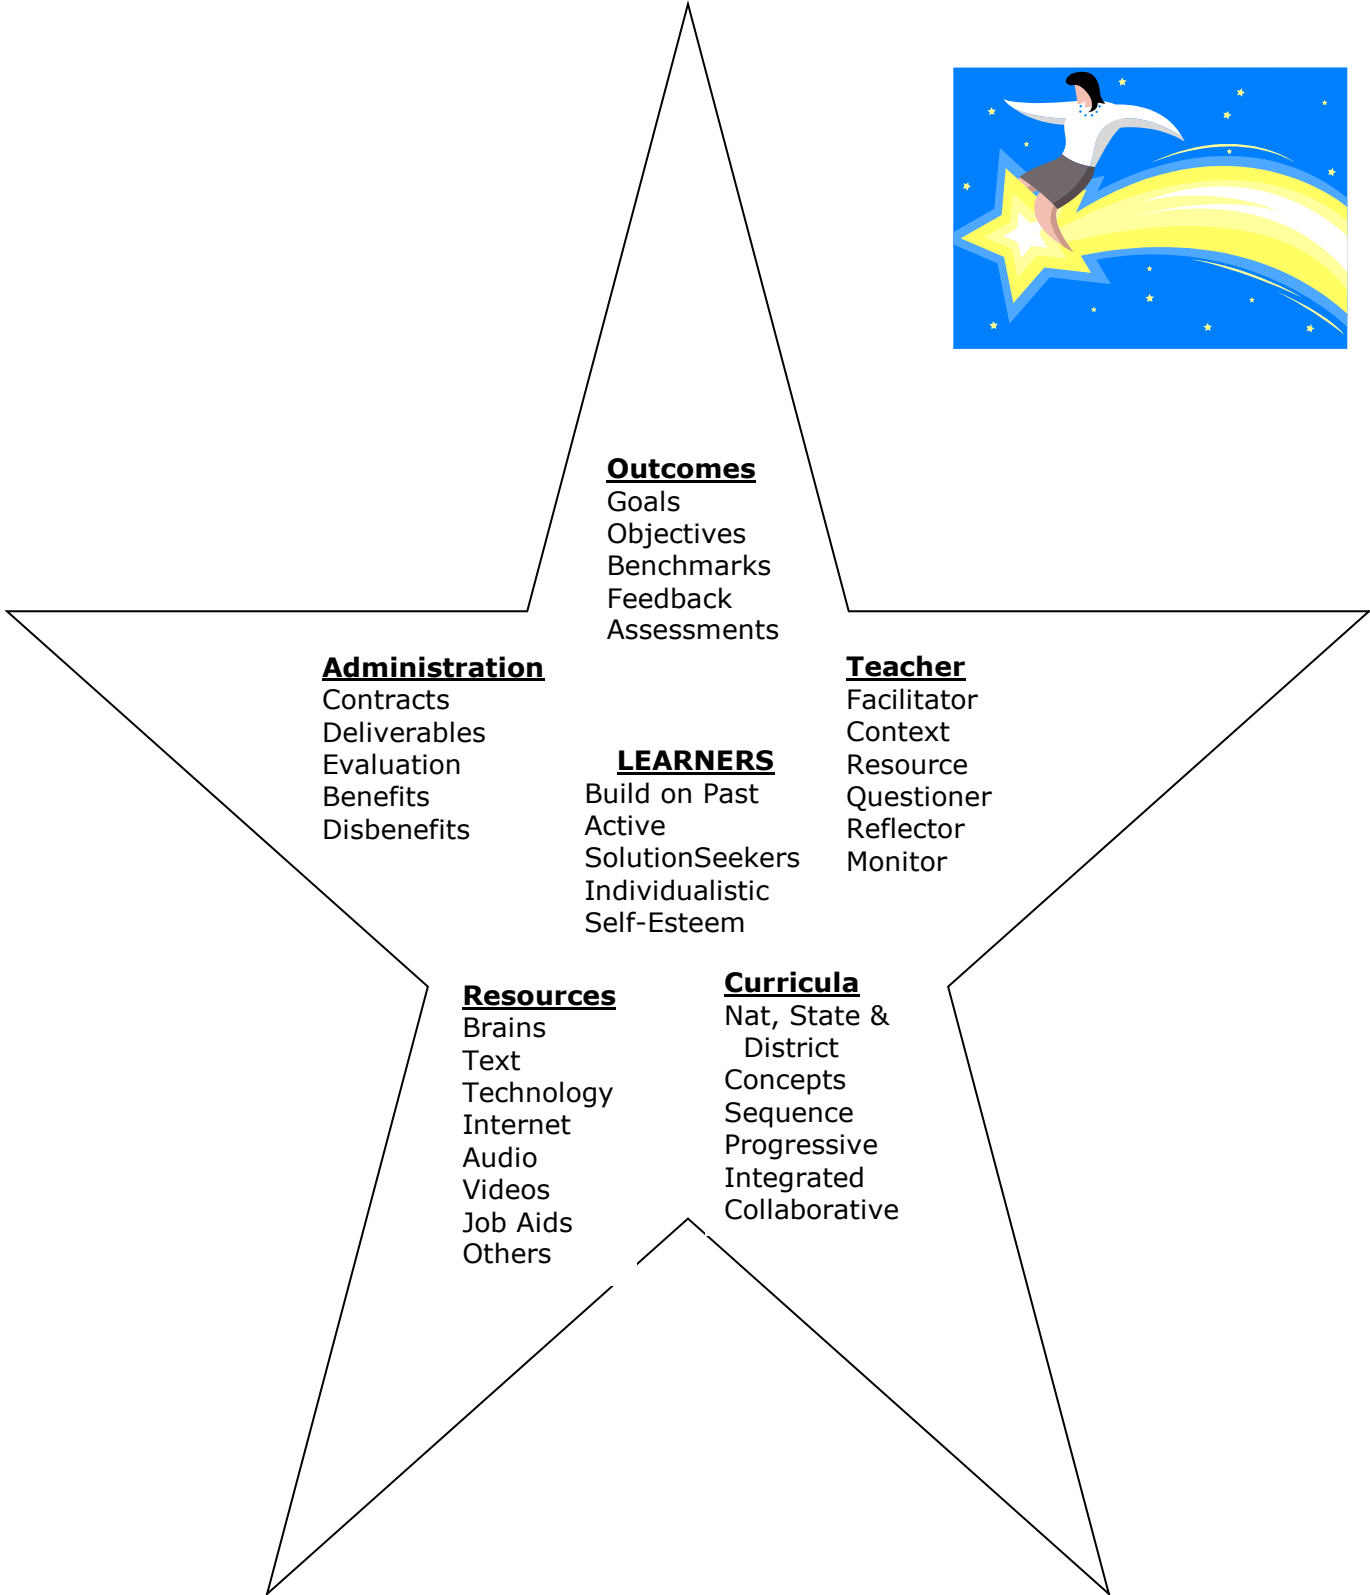 Outcomes
Goals
Objectives
Benchmarks
Feedback
Assessments
Administration
Contracts
Deliverables
Evaluation
Benefits
Disbenefits
LEARNERS
Build on Past
Active
SolutionSeekers
Individualistic
Self-Esteem
Teacher
Facilitator
Context
Resource
Questioner
Reflector
Monitor
Resources
Brains
Text
Technology
Internet
Audio
Videos
Job Aids
Others
Curricula
Nat, State &
District
Concepts
Sequence
Progressive
Integrated
Collaborative